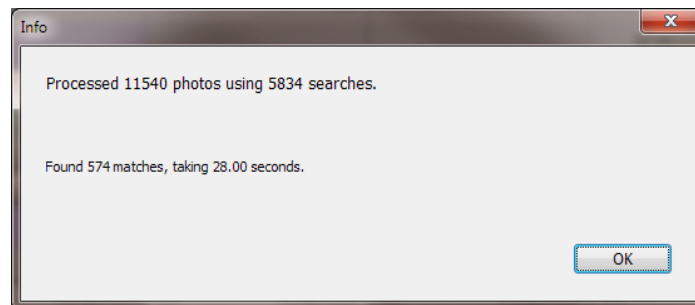 Info
Processed 11540 photos using 5834 searches.
Found 574 matches, taking 28.00 seconds.
OK